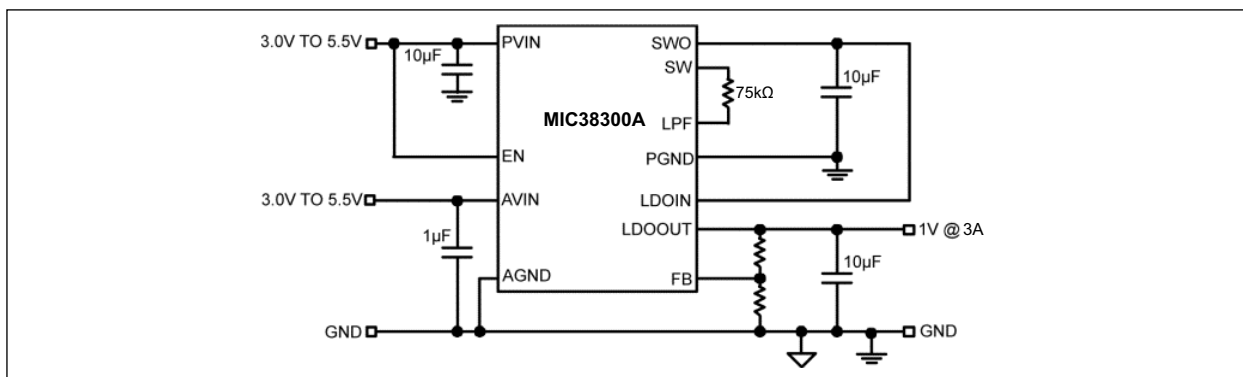 3.0V TO 5.5V
10µF
PVIN
EN
3.0V TO 5.5V
AVIN
1µF
AGND
GND
MIC38300A
SWO
SW
75kΩ
LPF
PGND
LDOIN
LDOOUT
FB
10µF
1V @ 3A
10µF
GND